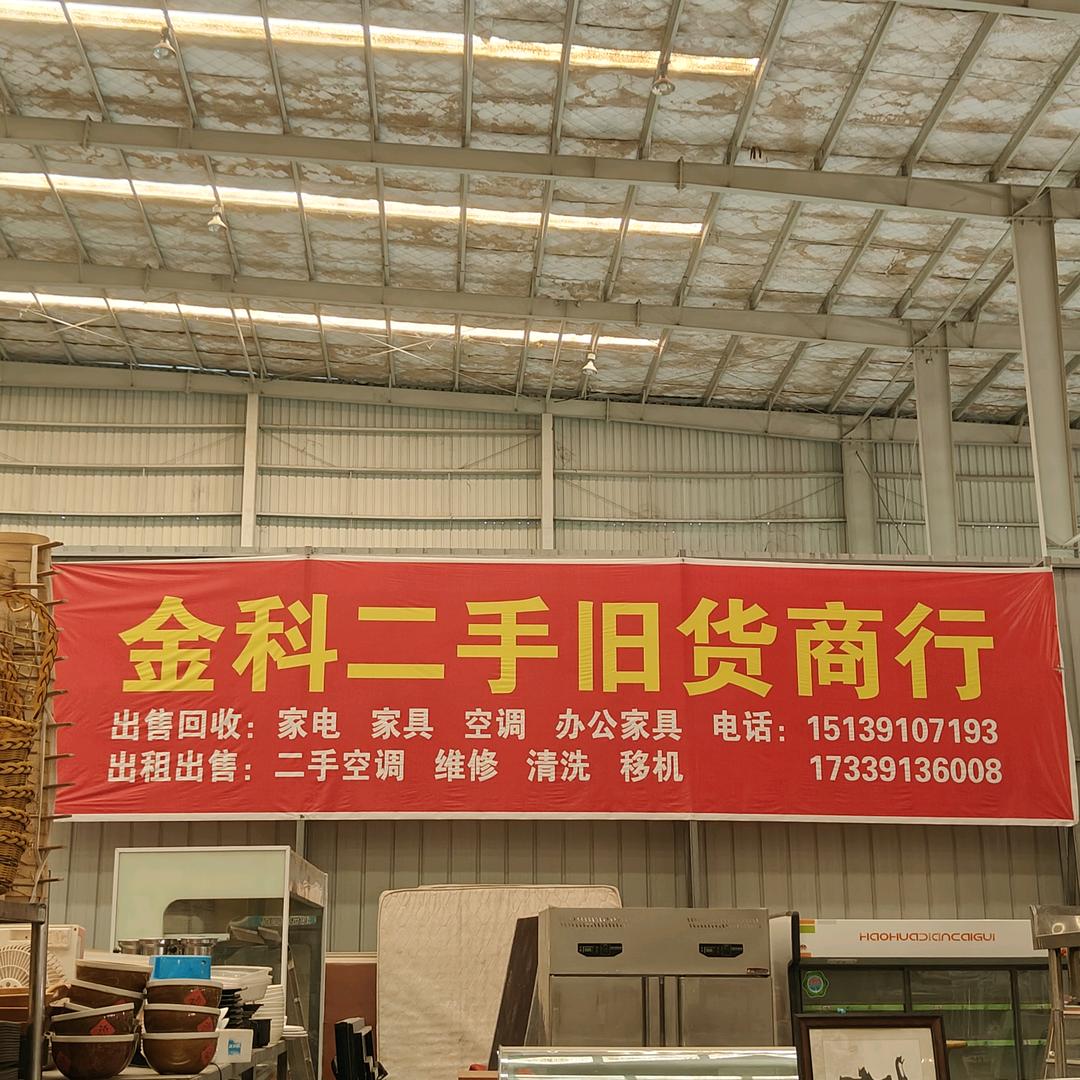 金科二手旧货商行
出售回收：家电 家具 空调 办公家具 电话：15139107193
出租出售：二手空调 维修 清洗 移机 17339136008
HAOHUADIANCAIGUI